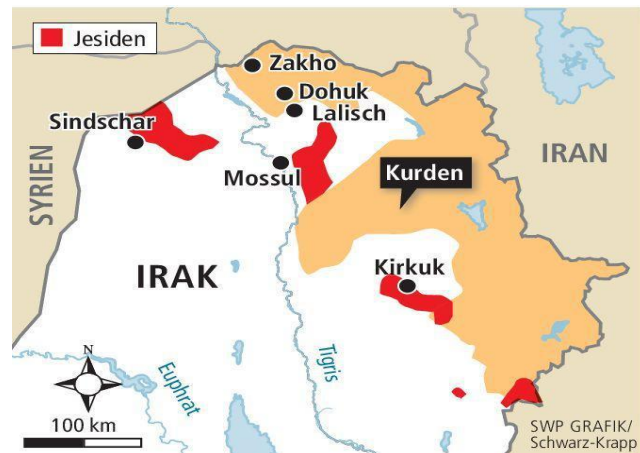 Jesiden
Zakho
Dohuk
Lalisch
Sindschar
Mossul
Kurden
IRAN
SYRIEN
IRAK
Kirkuk
Tigris
Euphrat
N
100 km
SWP GRAFIK/
Schwarz-Krapp